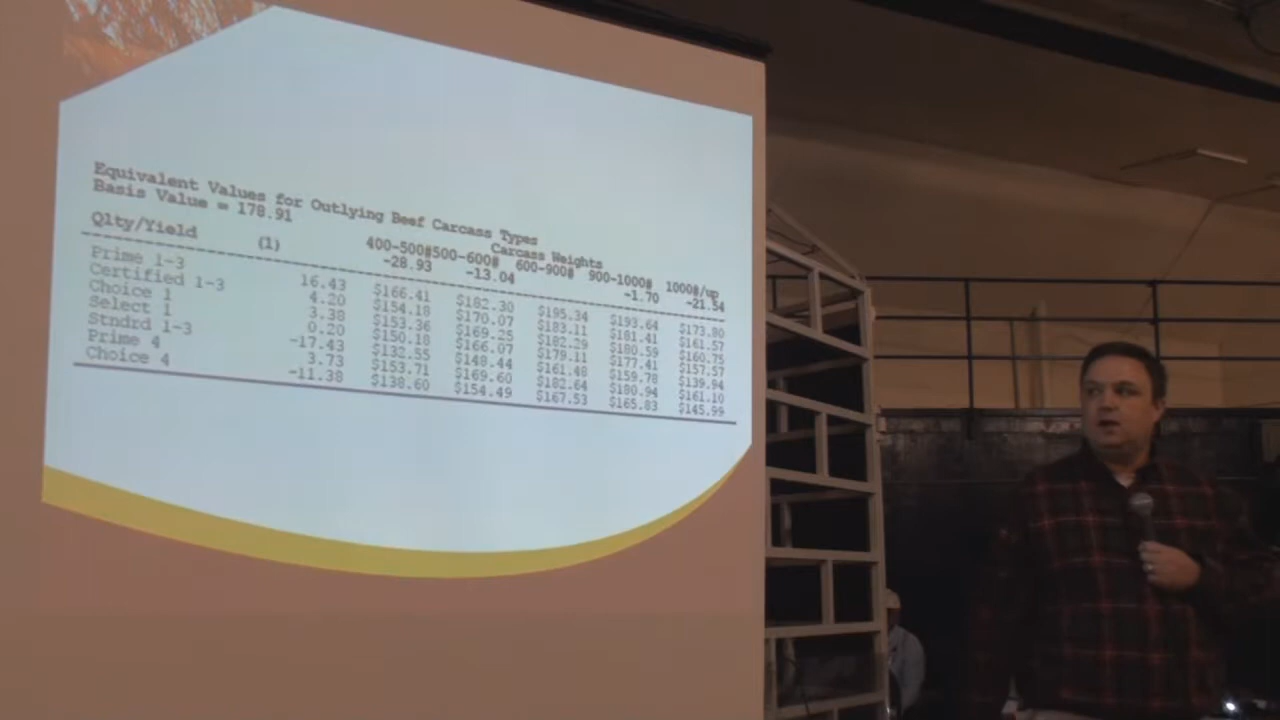 Equivalent Values for Outlying Beef Carcass Types
Basis Value = 178.91
Carcass Weights
Qlty/Yield (1) 400-500# 500-600# 600-900# 900-1000# 1000#/up
-28.93 -13.04 -1.70 -21.54
Prime 1-3 16.43 $166.41 $182.30 $195.34 $193.64 $173.80
Certified 1-3 4.20 $154.18 $170.07 $183.11 $181.41 $161.57
Choice 1 3.38 $153.36 $169.25 $182.29 $180.59 $160.75
Select 1 0.20 $150.18 $166.07 $179.11 $177.41 $157.57
Stndrd 1-3 -17.43 $132.55 $148.44 $161.48 $159.78 $139.94
Prime 4 3.73 $153.71 $169.60 $182.64 $180.94 $161.10
Choice 4 -11.38 $138.60 $154.49 $167.53 $165.83 $145.99